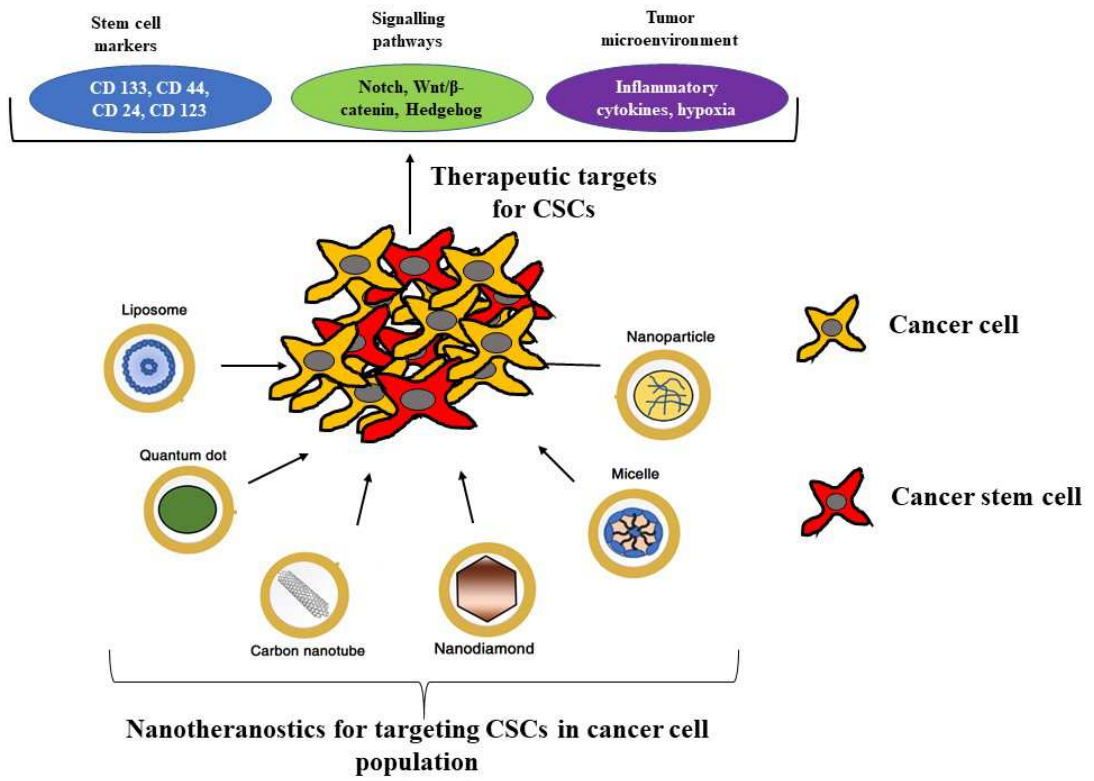 Stem cell
markers
Signalling
pathways
Tumor
microenvironment
CD 133, CD 44,
CD 24, CD 123
Notch, Wnt/β-
catenin, Hedgehog
Inflammatory
cytokines, hypoxia
Therapeutic targets
for CSCs
Liposome
Nanoparticle
Cancer cell
Quantum dot
Micelle
Cancer stem cell
Carbon nanotube
Nanodiamond
Nanotheranostics for targeting CSCs in cancer cell
population